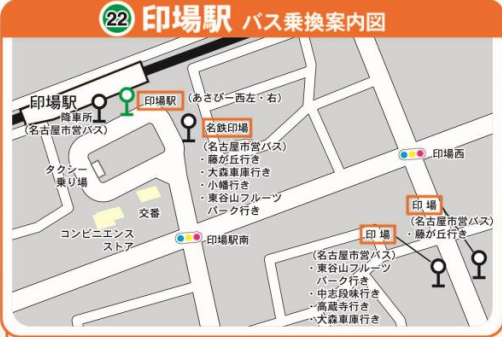 22 印場駅 バス乗換案内図
印場駅
降車所
(名古屋市営バス)
印場駅 (あさぴー西左・右)
名鉄印場
(名古屋市営バス)
・藤が丘行き
・大森車庫行き
・小幡行き
・東谷山フルーツ
パーク行き
タクシー
乗り場
交番
コンビニエンス
ストア
印場駅南
印場西
印 場
(名古屋市営バス)
・藤が丘行き
印 場
(名古屋市営バス)
・東谷山フルーツ
パーク行き
・中志段味行き
・高蔵寺行き
・大森車庫行き